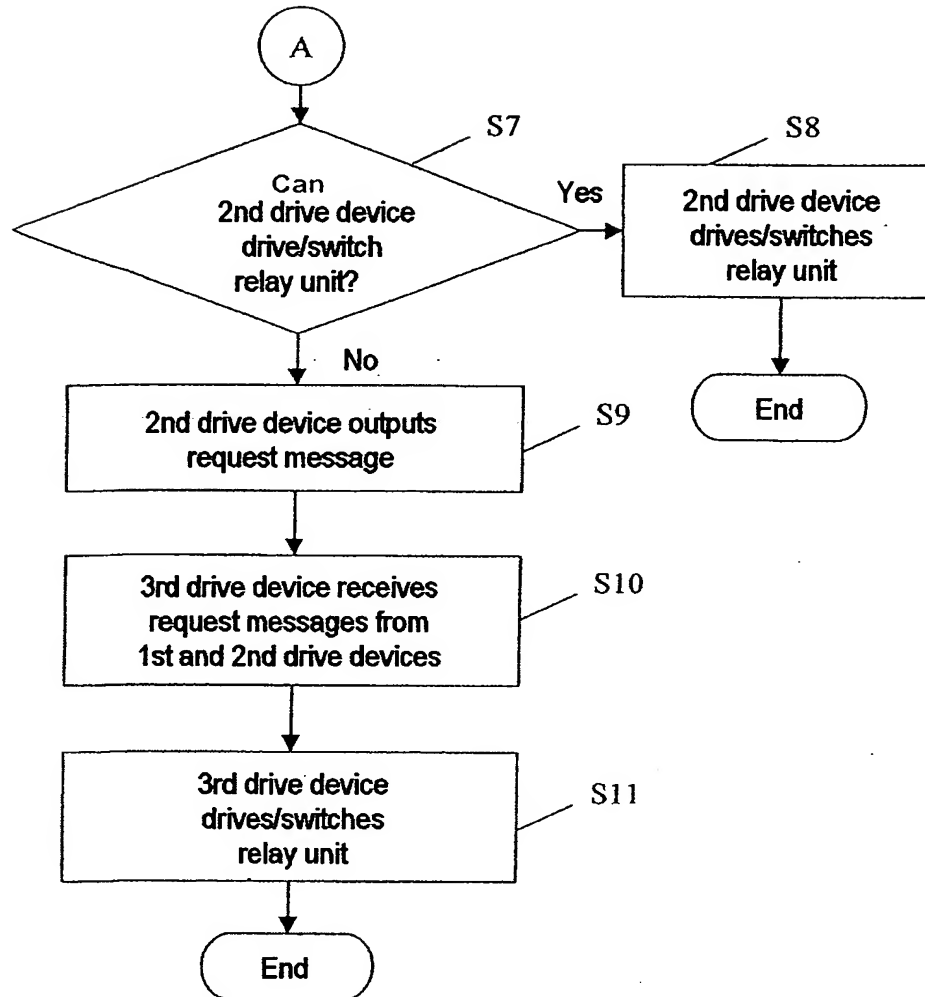 A
S7
Can
2nd drive device
drive/switch
relay unit?
Yes
S8
2nd drive device
drives/switches
relay unit
End
No
2nd drive device outputs
request message
S9
3rd drive device receives
request messages from
1st and 2nd drive devices
S10
3rd drive device
drives/switches
relay unit
S11
End